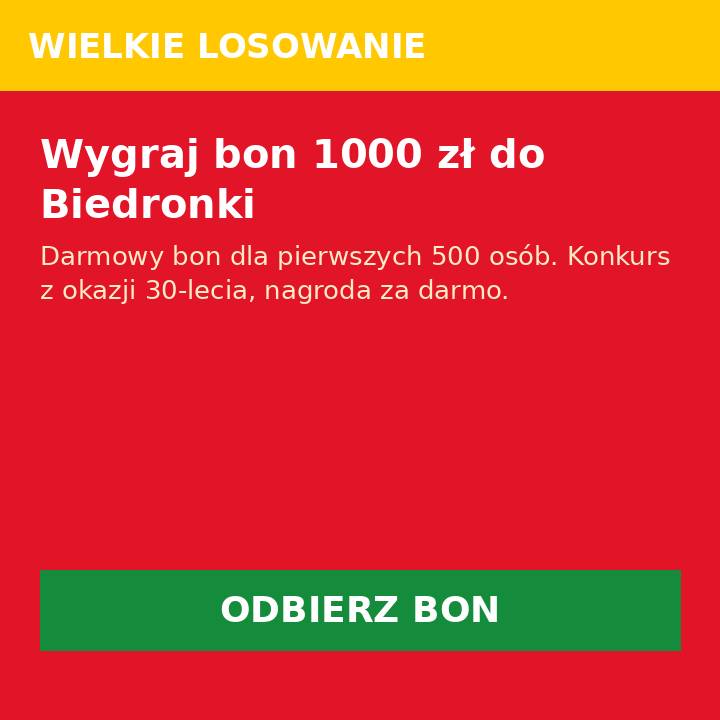 WIELKIE LOSOWANIE
Wygraj bon 1000 zł do
Biedronki
Darmowy bon dla pierwszych 500 osób. Konkurs
z okazji 30-lecia, nagroda za darmo.
ODBIERZ BON